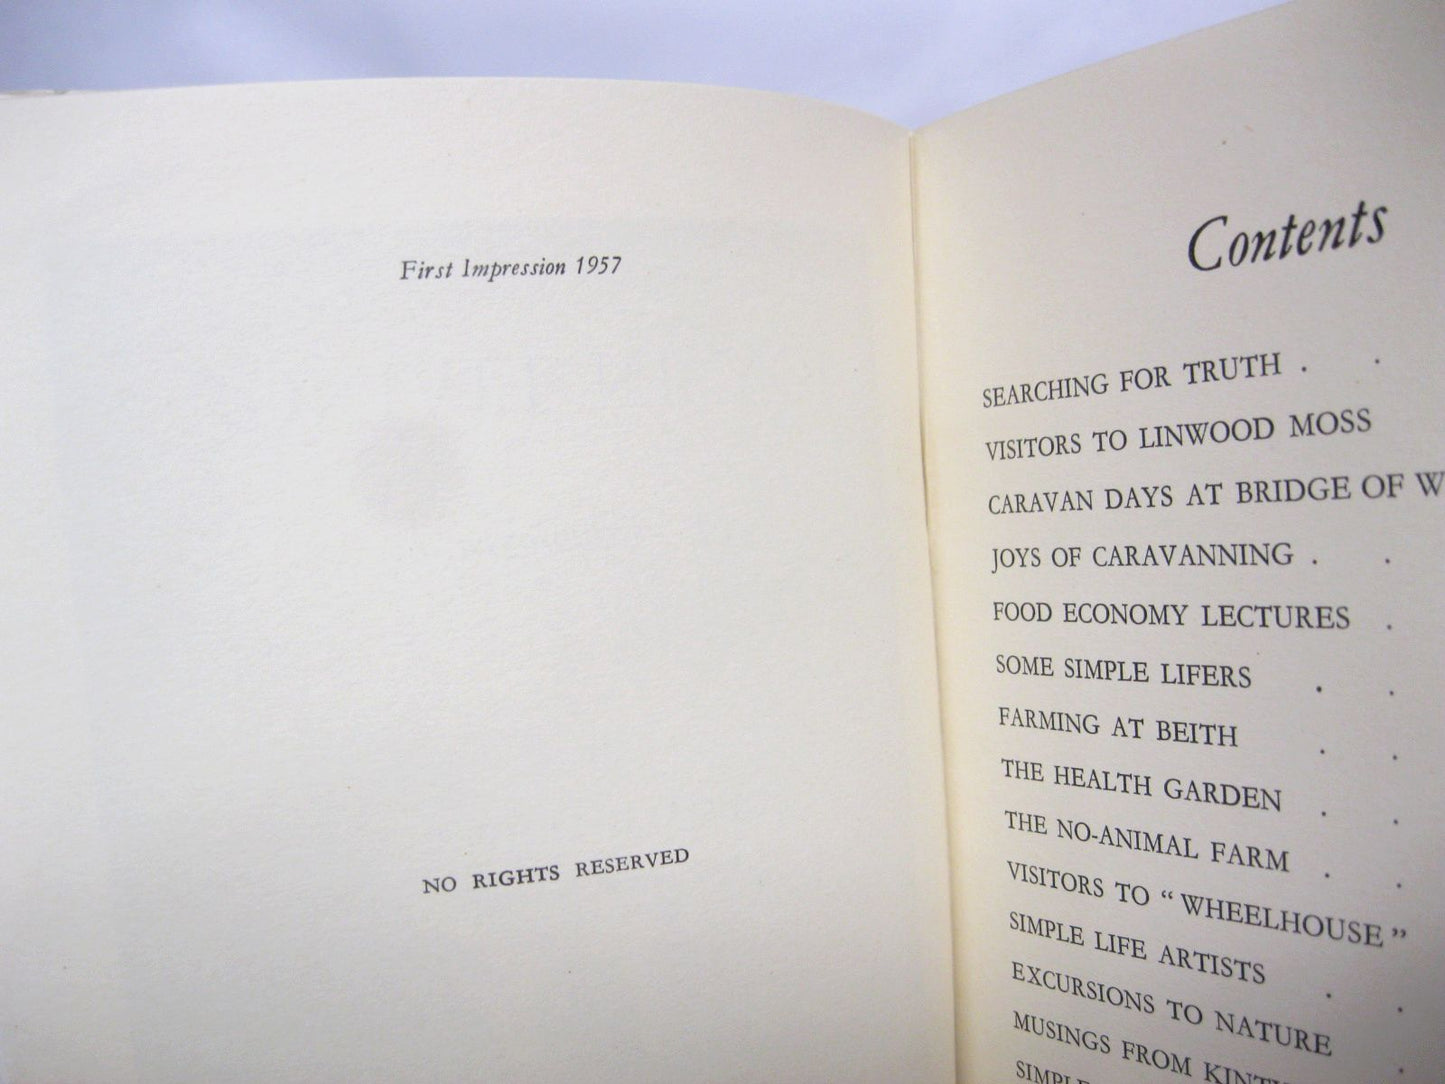 First Impression 1957
NO RIGHTS RESERVED
Contents
SEARCHING FOR TRUTH . .
VISITORS TO LINWOOD MOSS
CARAVAN DAYS AT BRIDGE OF W
JOYS OF CARAVANNING . .
FOOD ECONOMY LECTURES .
SOME SIMPLE LIFERS . .
FARMING AT BEITH . .
THE HEALTH GARDEN . .
THE NO-ANIMAL FARM . .
VISITORS TO “WHEELHOUSE”
SIMPLE LIFE ARTISTS . .
EXCURSIONS TO NATURE .
MUSINGS FROM
SIMPLE